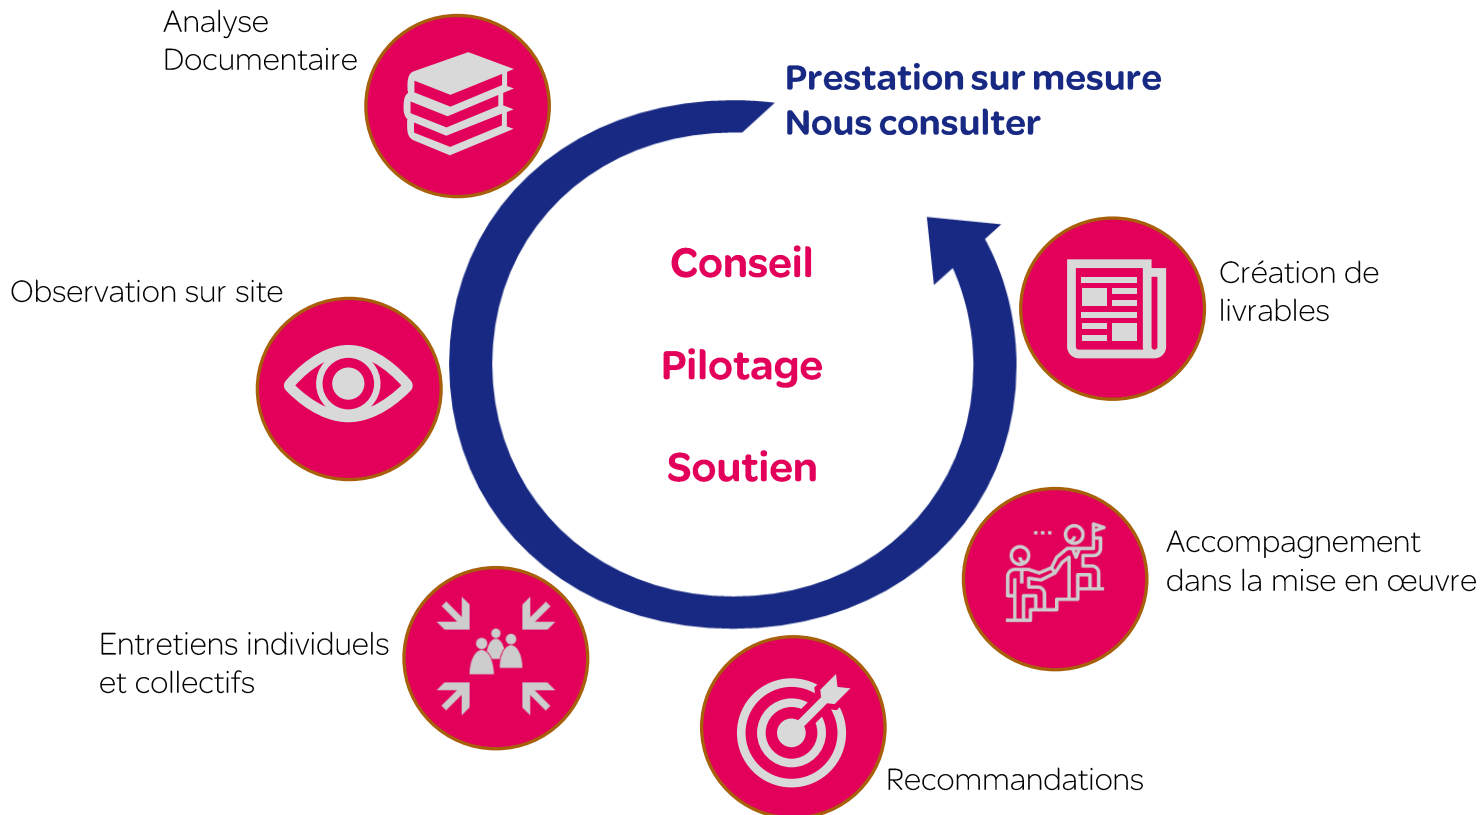 Analyse
Documentaire
Prestation sur mesure
Nous consulter
Conseil
Pilotage
Soutien
Observation sur site
Création de
livrables
Entretiens individuels
et collectifs
Accompagnement
dans la mise en œuvre
Recommandations